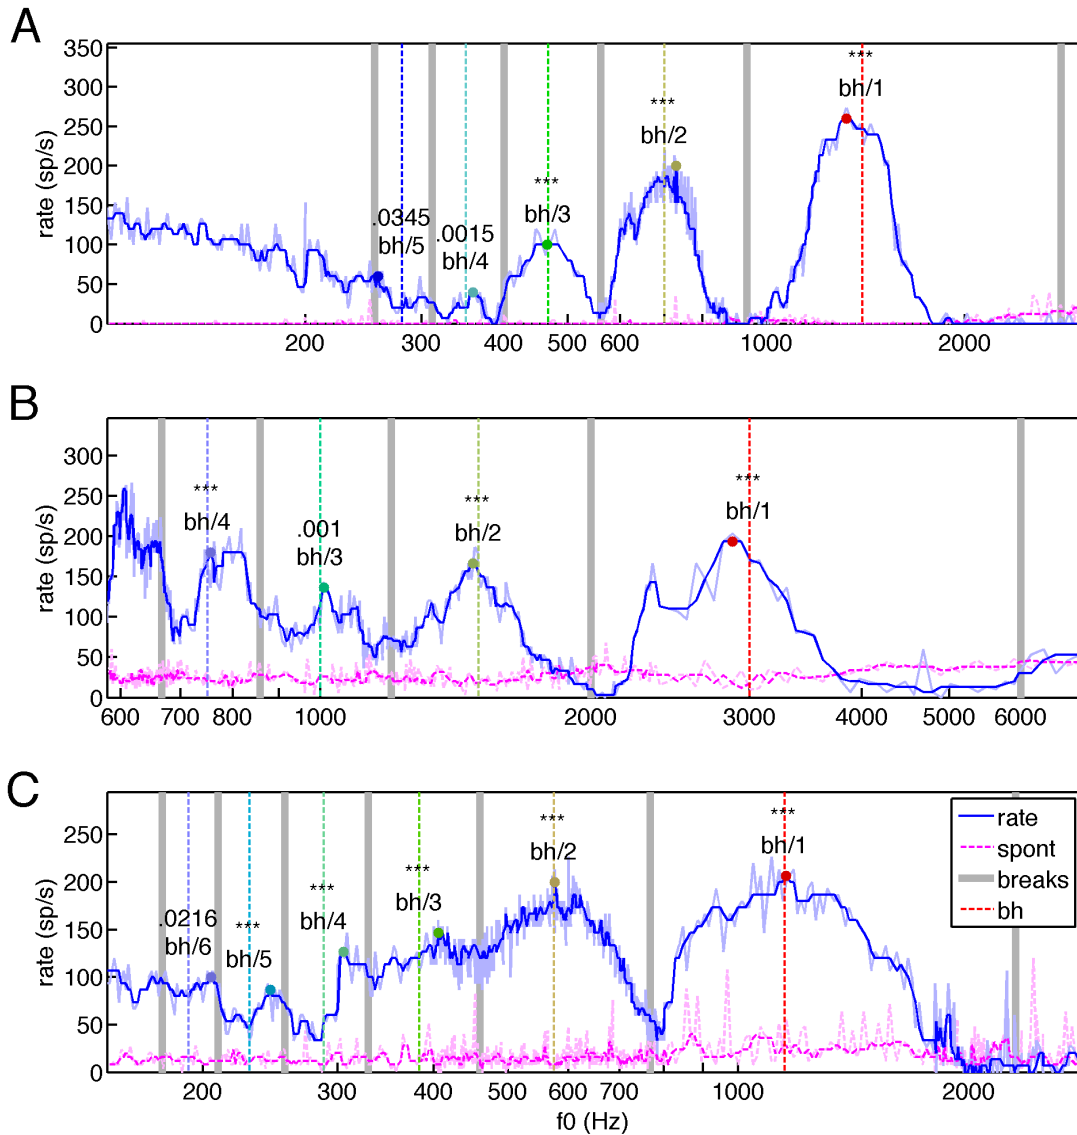 A
350
300
250
200
150
100
50
0
rate (sp/s)
.0345
bh/5
.0015
bh/4
***
bh/3
***
bh/2
***
bh/1
200 300 400 500 600 1000 2000
B
300
250
200
150
100
50
0
rate (sp/s)
***
bh/4
.001
bh/3
***
bh/2
***
bh/1
600 700 800 1000 2000 3000 4000 5000 6000
C
250
200
150
100
50
0
rate (sp/s)
.0216
bh/6
***
bh/5
***
bh/4
***
bh/3
***
bh/2
***
bh/1
rate
spont
breaks
bh
200 300 400 500 600 700 1000 2000
f0 (Hz)